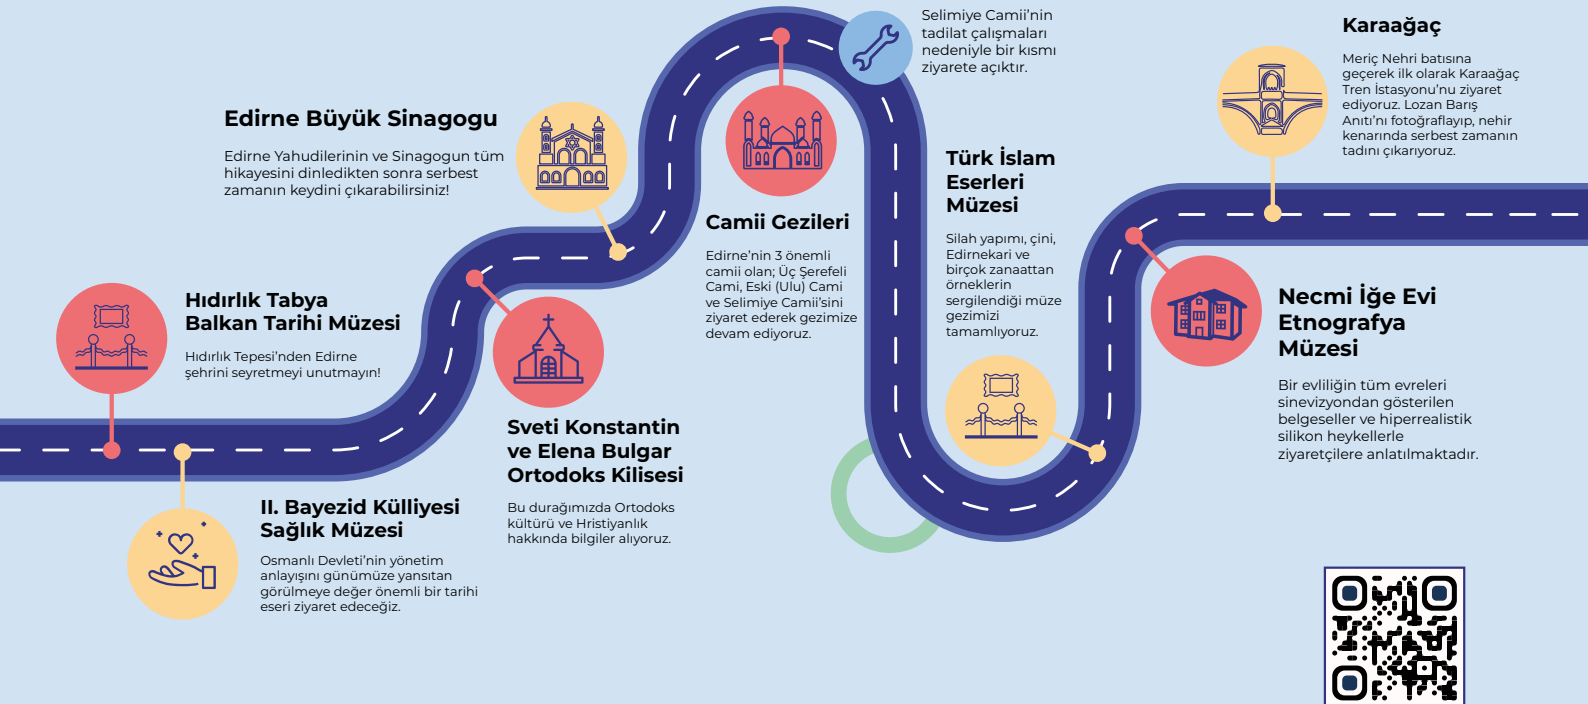 Hıdırlık Tabya
Balkan Tarihi Müzesi
Hıdırlık Tepesi’nden Edirne
şehrini seyretmeyi unutmayın!
II. Bayezid Külliyesi
Sağlık Müzesi
Osmanlı Devleti’nin yönetim
anlayışını günümüze yansıtan
görülmeye değer önemli bir tarihi
eseri ziyaret edeceğiz.
Sveti Konstantin
ve Elena Bulgar
Ortodoks Kilisesi
Bu durağımızda Ortodoks
kültürü ve Hristiyanlık
hakkında bilgiler alıyoruz.
Edirne Büyük Sinagogu
Edirne Yahudilerinin ve Sinagogun tüm
hikayesini dinledikten sonra serbest
zamanın keydini çıkarabilirsiniz!
Camii Gezileri
Edirne’nin 3 önemli
camii olan; Üç Şerefeli
Cami, Eski (Ulu) Cami
ve Selimiye Camii’sini
ziyaret ederek gezimize
devam ediyoruz.
Selimiye Camii’nin
tadilat çalışmaları
nedeniyle bir kısmı
ziyarete açıktır.
Türk İslam
Eserleri
Müzesi
Silah yapımı, çini,
Edirnekari ve
birçok zanaattan
örneklerin
sergilendiği müze
gezimizi
tamamlıyoruz.
Necmi İğe Evi
Etnografya
Müzesi
Bir evliliğin tüm evreleri
sinevizyondan gösterilen
belgeseller ve hiperrealistik
silikon heykellerle
ziyaretçilere anlatılmaktadır.
Karaağaç
Meriç Nehri batısına
geçerek ilk olarak Karaağaç
Tren İstasyonu’nu ziyaret
ediyoruz. Lozan Barış
Anıtı’nı fotoğraflayıp, nehir
kenarında serbest zamanın
tadını çıkarıyoruz.